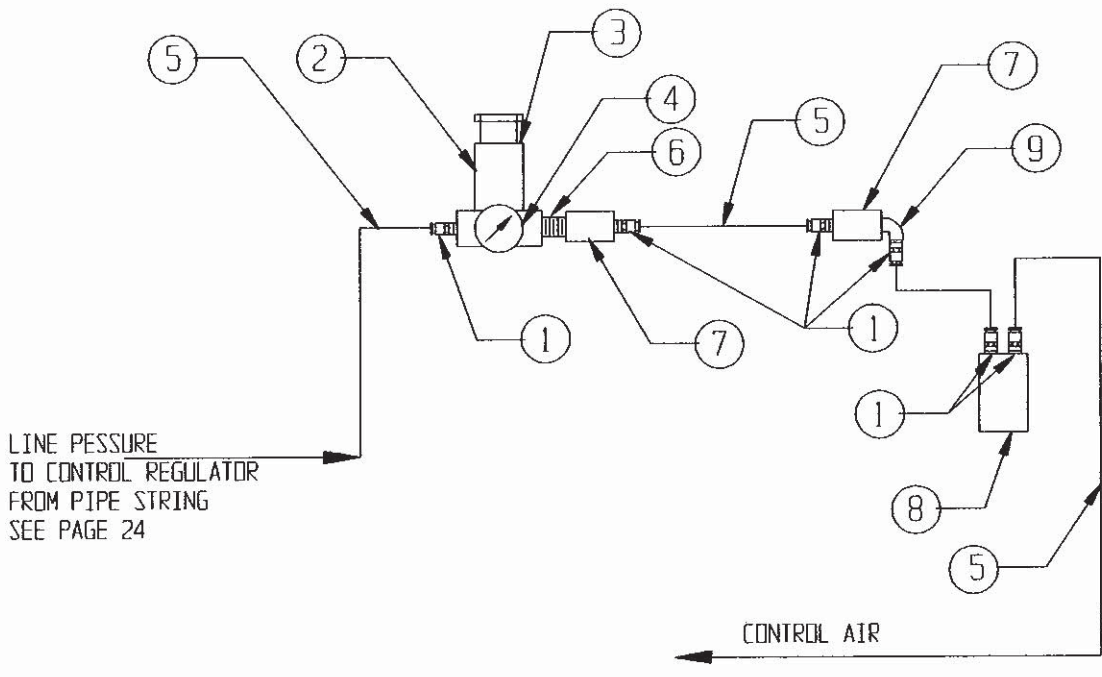 5
2
3
4
6
5
7
9
1
7
1
1
8
5
LINE PESSURE
TO CONTROL REGULATOR
FROM PIPE STRING
SEE PAGE 24
CONTROL AIR